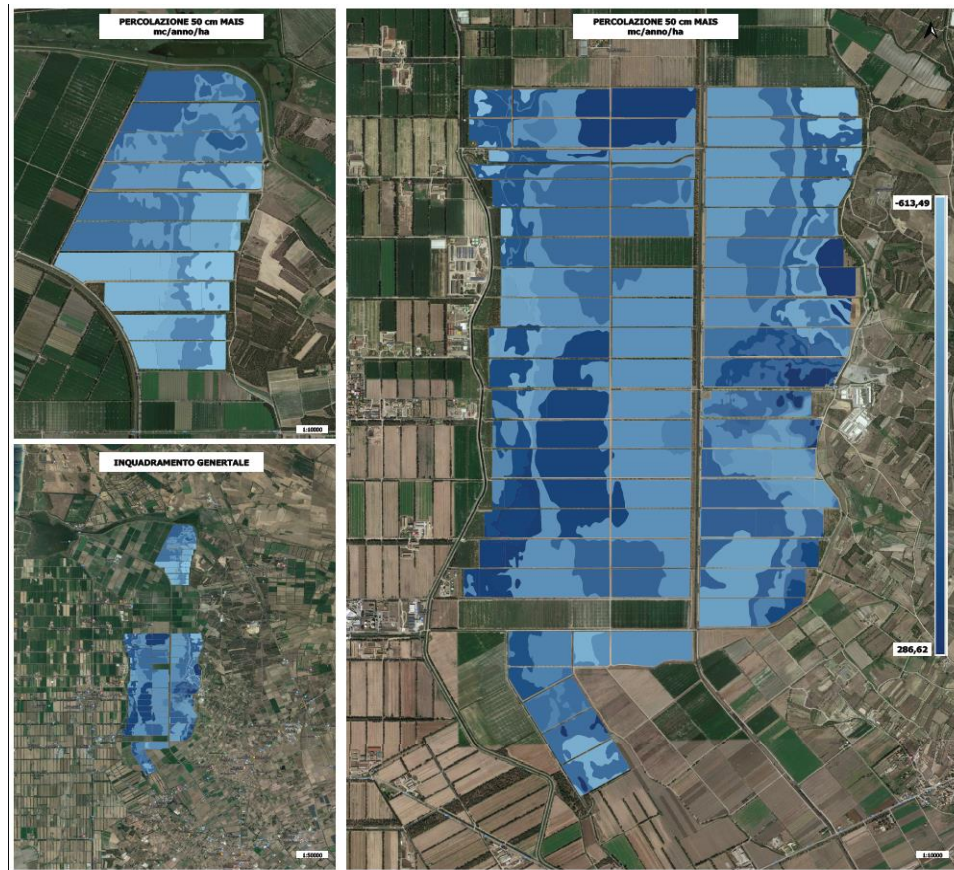 PERCOLAZIONE 50 cm MAIS
mc/anno/ha
1:10000
INQUADRAMENTO GENERTALE
1:50000
PERCOLAZIONE 50 cm MAIS
mc/anno/ha
-613,49
286,62
1:10000